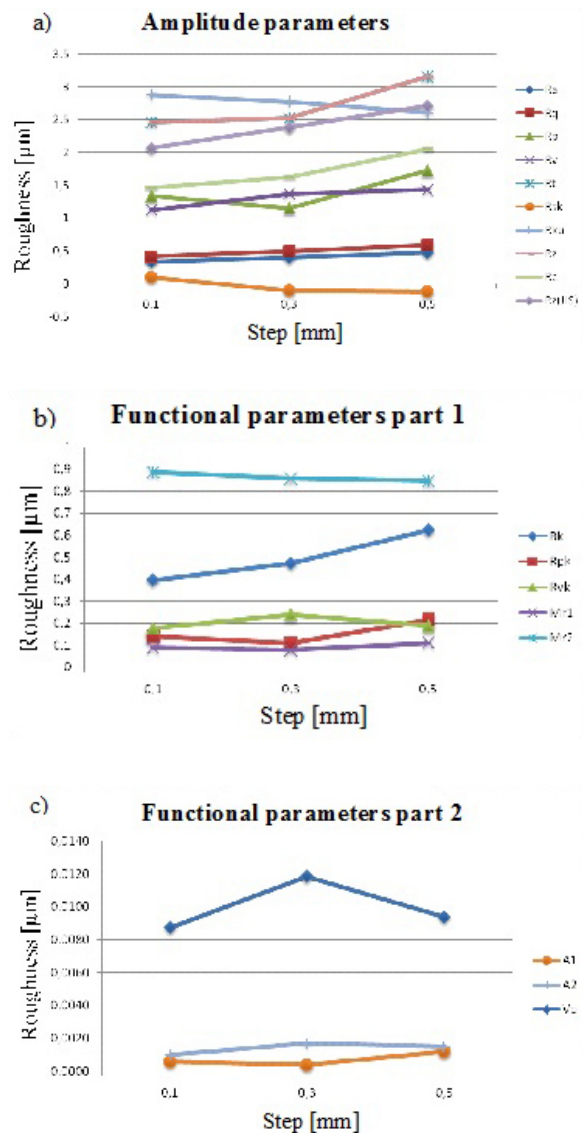 a)
Amplitude parameters
Roughness [µm]
3,5
3
2,5
2
1,5
1
0,5
0
-0,5
0,1
0,3
0,5
Step [mm]
Ra
Rq
Rp
Rv
Rt
Rsk
Rku
Rz
Rc
b)
Functional parameters part 1
Roughness [µm]
0,9
0,8
0,7
0,6
0,5
0,4
0,3
0,2
0,1
0
0,1
0,3
0,5
Step [mm]
Rk
Rpk
Rvk
Mr1
Mr2
c)
Functional parameters part 2
Roughness [µm]
0,0140
0,0120
0,0100
0,0080
0,0060
0,0040
0,0020
0,0000
0,1
0,3
0,5
Step [mm]
A1
A2